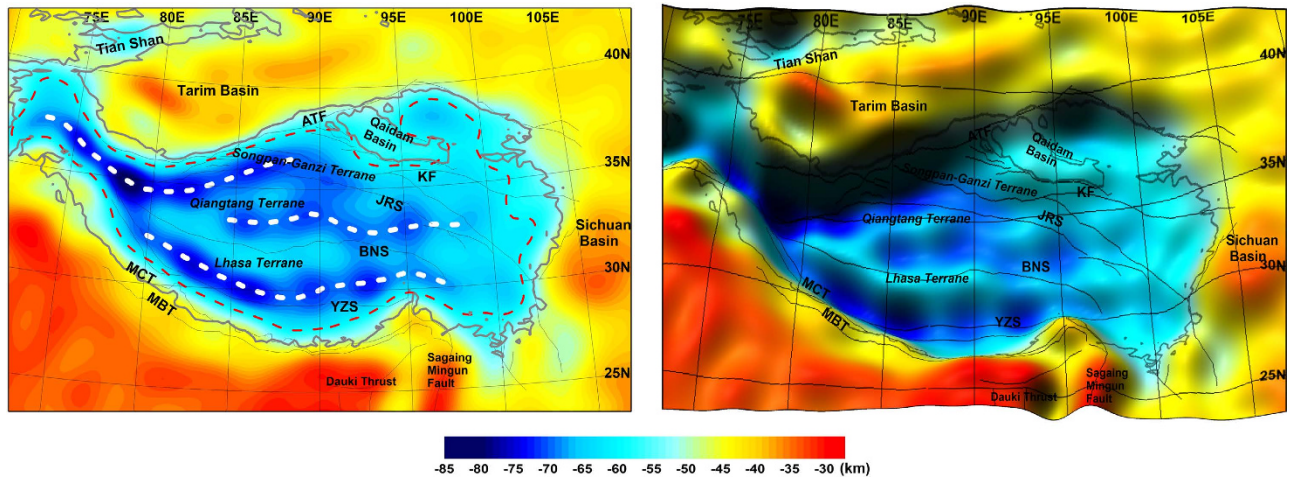 75E 80E 85E 90E 95E 100E 105E
Tian Shan
40N
Tarim Basin
ATF
Qaidam
Basin
35N
Songpan-Ganzi Terrane
KF
Qiangtang Terrane
JRS
Sichuan
Basin
BNS
Lhasa Terrane
30N
MCT
MBT
YZS
Sagaing
Mingun
Fault
Dauki Thrust
25N
75E 80E 85E 90E 95E 100E 105E
Tian Shan
40N
Tarim Basin
ATF
Qaidam
Basin
35N
Songpan-Ganzi Terrane
KF
Qiangtang Terrane
JRS
Sichuan
Basin
BNS
Lhasa Terrane
30N
MCT
MBT
YZS
Sagaing
Mingun
Fault
Dauki Thrust
25N
-85 -80 -75 -70 -65 -60 -55 -50 -45 -40 -35 -30 (km)